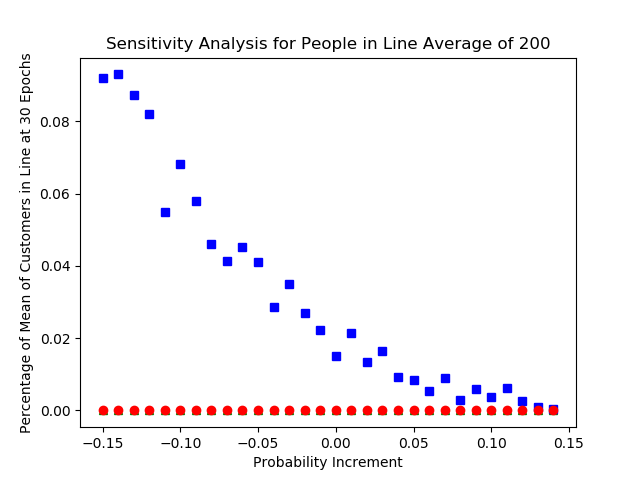 Sensitivity Analysis for People in Line Average of 200
Percentage of Mean of Customers in Line at 30 Epochs
0.08
0.06
0.04
0.02
0.00
−0.15 −0.10 −0.05 0.00 0.05 0.10 0.15
Probability Increment